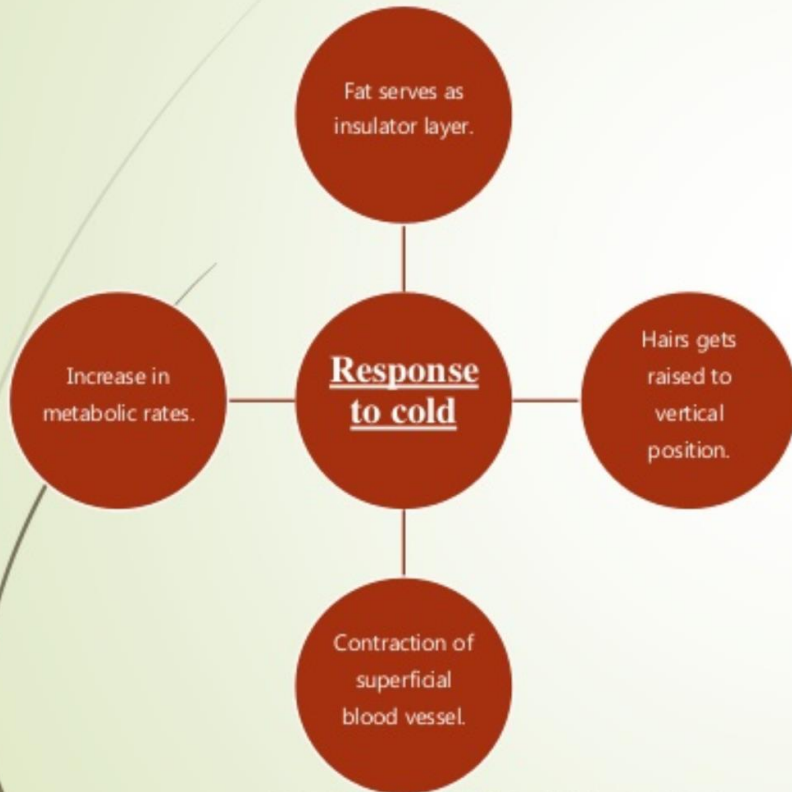 Fat serves as
insulator layer.
Increase in
metabolic rates.
Response
to cold
Hairs gets
raised to
vertical
position.
Contraction of
superficial
blood vessel.